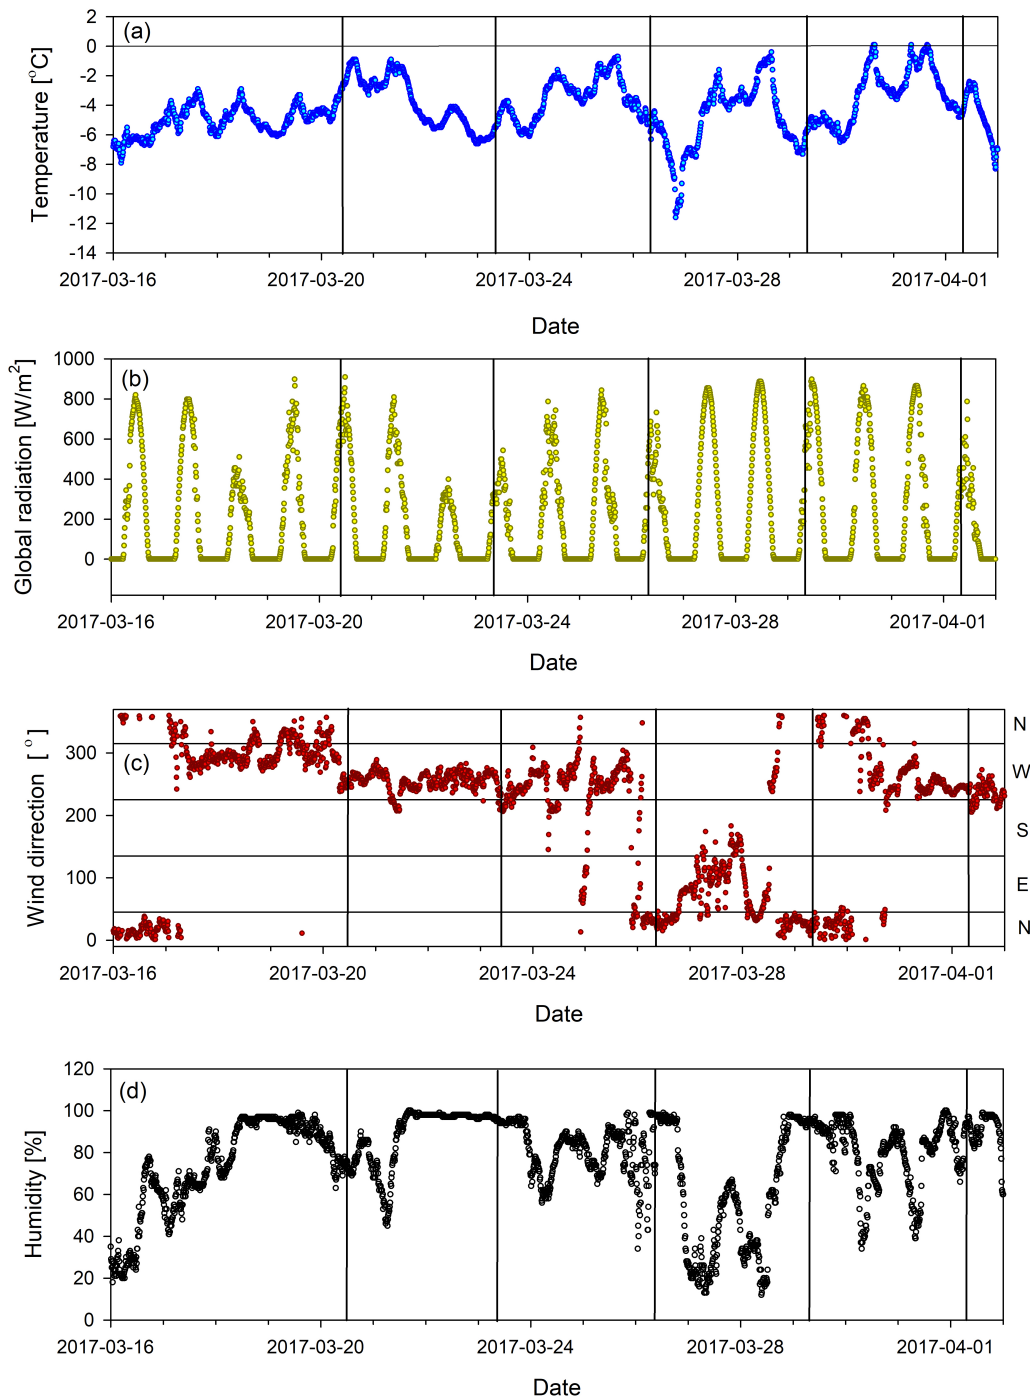 (a)
Temperature [°C]
2
0
-2
-4
-6
-8
-10
-12
-14
2017-03-16 2017-03-20 2017-03-24 2017-03-28 2017-04-01
Date
(b)
Global radiation [W/m²]
1000
800
600
400
200
0
2017-03-16 2017-03-20 2017-03-24 2017-03-28 2017-04-01
Date
(c)
Wind direction [°]
300
200
100
0
N
W
S
E
N
2017-03-16 2017-03-20 2017-03-24 2017-03-28 2017-04-01
Date
(d)
Humidity [%]
120
100
80
60
40
20
0
2017-03-16 2017-03-20 2017-03-24 2017-03-28 2017-04-01
Date